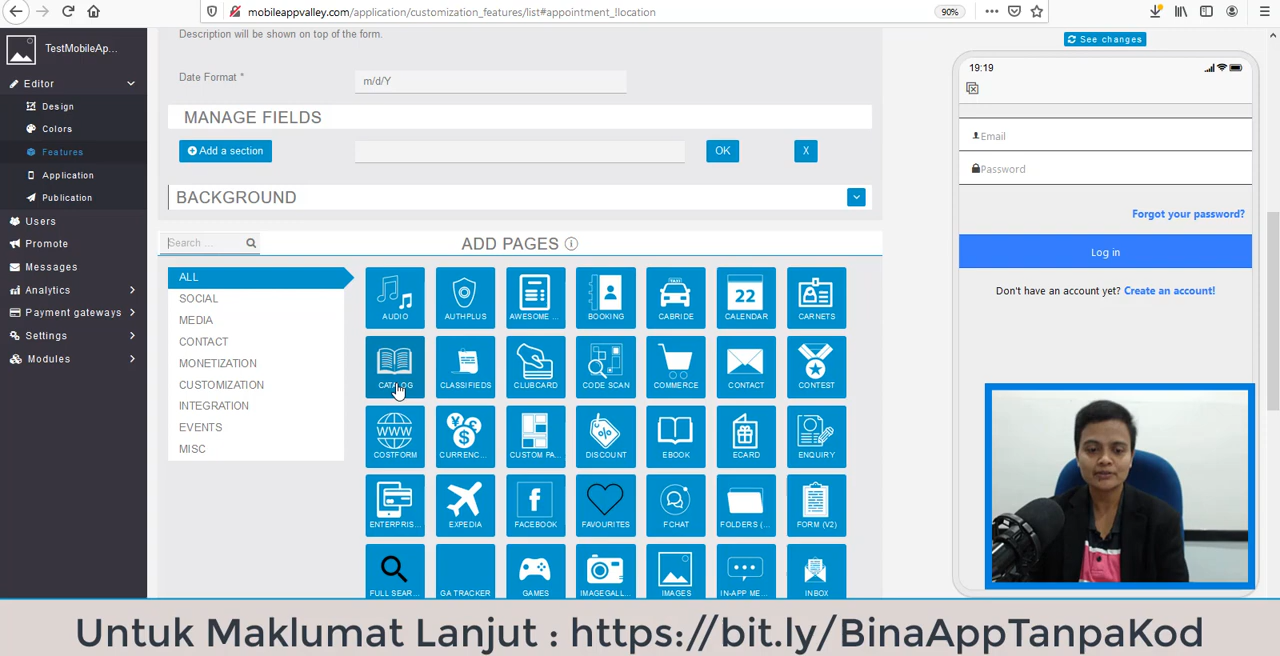 mobileappvalley.com/application/customization_features/list#appointment_llocation
90%
TestMobileAp...
Editor
Design
Colors
Features
Application
Publication
Users
Promote
Messages
Analytics
Payment gateways
Settings
Modules
Description will be shown on top of the form.
Date Format *
m/d/Y
MANAGE FIELDS
Add a section
OK
X
BACKGROUND
Search ...
ADD PAGES
ALL
SOCIAL
MEDIA
CONTACT
MONETIZATION
CUSTOMIZATION
INTEGRATION
EVENTS
MISC
AUDIO
AUTHPLUS
AWESOME ...
BOOKING
TAXI
CABRIDE
22
CALENDAR
CARNETS
CATALOG
CLASSIFIEDS
CLUBCARD
CODE SCAN
COMMERCE
CONTACT
CONTEST
WWW
COSTFORM
CURRENC...
CUSTOM PA...
DISCOUNT
EBOOK
ECARD
ENQUIRY
ENTERPRIS...
EXPEDIA
FACEBOOK
FAVOURITES
FCHAT
FOLDERS (...
FORM (V2)
FULL SEAR...
GA TRACKER
GAMES
IMAGEGALL...
IMAGES
IN-APP ME...
INBOX
See changes
19:19
Email
Password
Forgot your password?
Log in
Don't have an account yet? Create an account!
Untuk Maklumat Lanjut : https://bit.ly/BinaAppTanpaKod